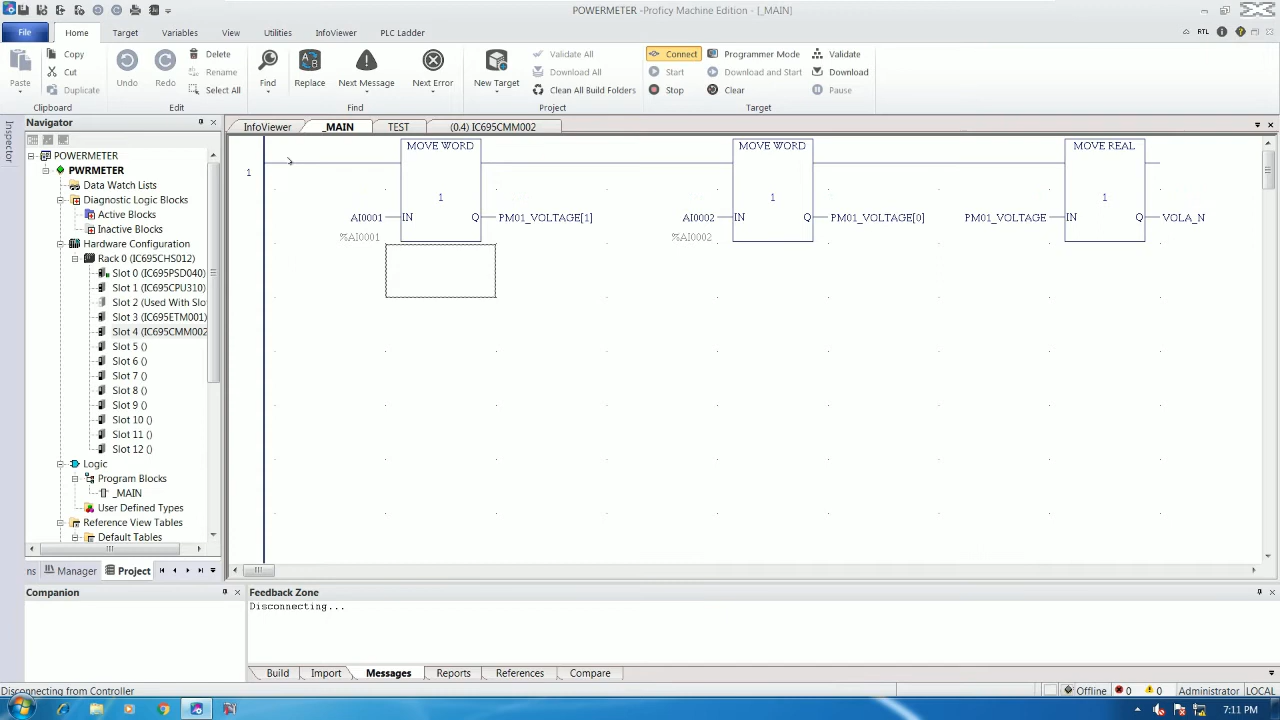 POWERMETER -Proficy Machine Edition - [_MAIN]
File Home Target Variables View Utilities InfoViewer PLC Ladder RTL
Paste Copy Cut Duplicate Undo Redo Delete Rename Select All Find Replace Next Message Next Error New Target Validate All Download All Clean All Build Folders Connect Start Stop Programmer Mode Download and Start Clear Validate Download Pause
Clipboard Edit Find Project Target
Inspector
Navigator
POWERMETER
PWRMETER
Data Watch Lists
Diagnostic Logic Blocks
Active Blocks
Inactive Blocks
Hardware Configuration
Rack 0 (IC695CHS012)
Slot 0 (IC695PSD040)
Slot 1 (IC695CPU310)
Slot 2 (Used With Slo
Slot 3 (IC695ETM001)
Slot 4 (IC695CMM002
Slot 5 ()
Slot 6 ()
Slot 7 ()
Slot 8 ()
Slot 9 ()
Slot 10 ()
Slot 11 ()
Slot 12 ()
Logic
Program Blocks
_MAIN
User Defined Types
Reference View Tables
Default Tables
ns Manager Project
InfoViewer _MAIN TEST (0.4) IC695CMM002
MOVE WORD MOVE WORD MOVE REAL
1
1 1 1
AI0001 IN Q PM01_VOLTAGE[1] AI0002 IN Q PM01_VOLTAGE[0] PM01_VOLTAGE IN Q VOLA_N
%AI0001 %AI0002
Companion
Feedback Zone
Disconnecting...
Build Import Messages Reports References Compare
Disconnecting from Controller
Offline 0 0 Administrator LOCAL
7:11 PM